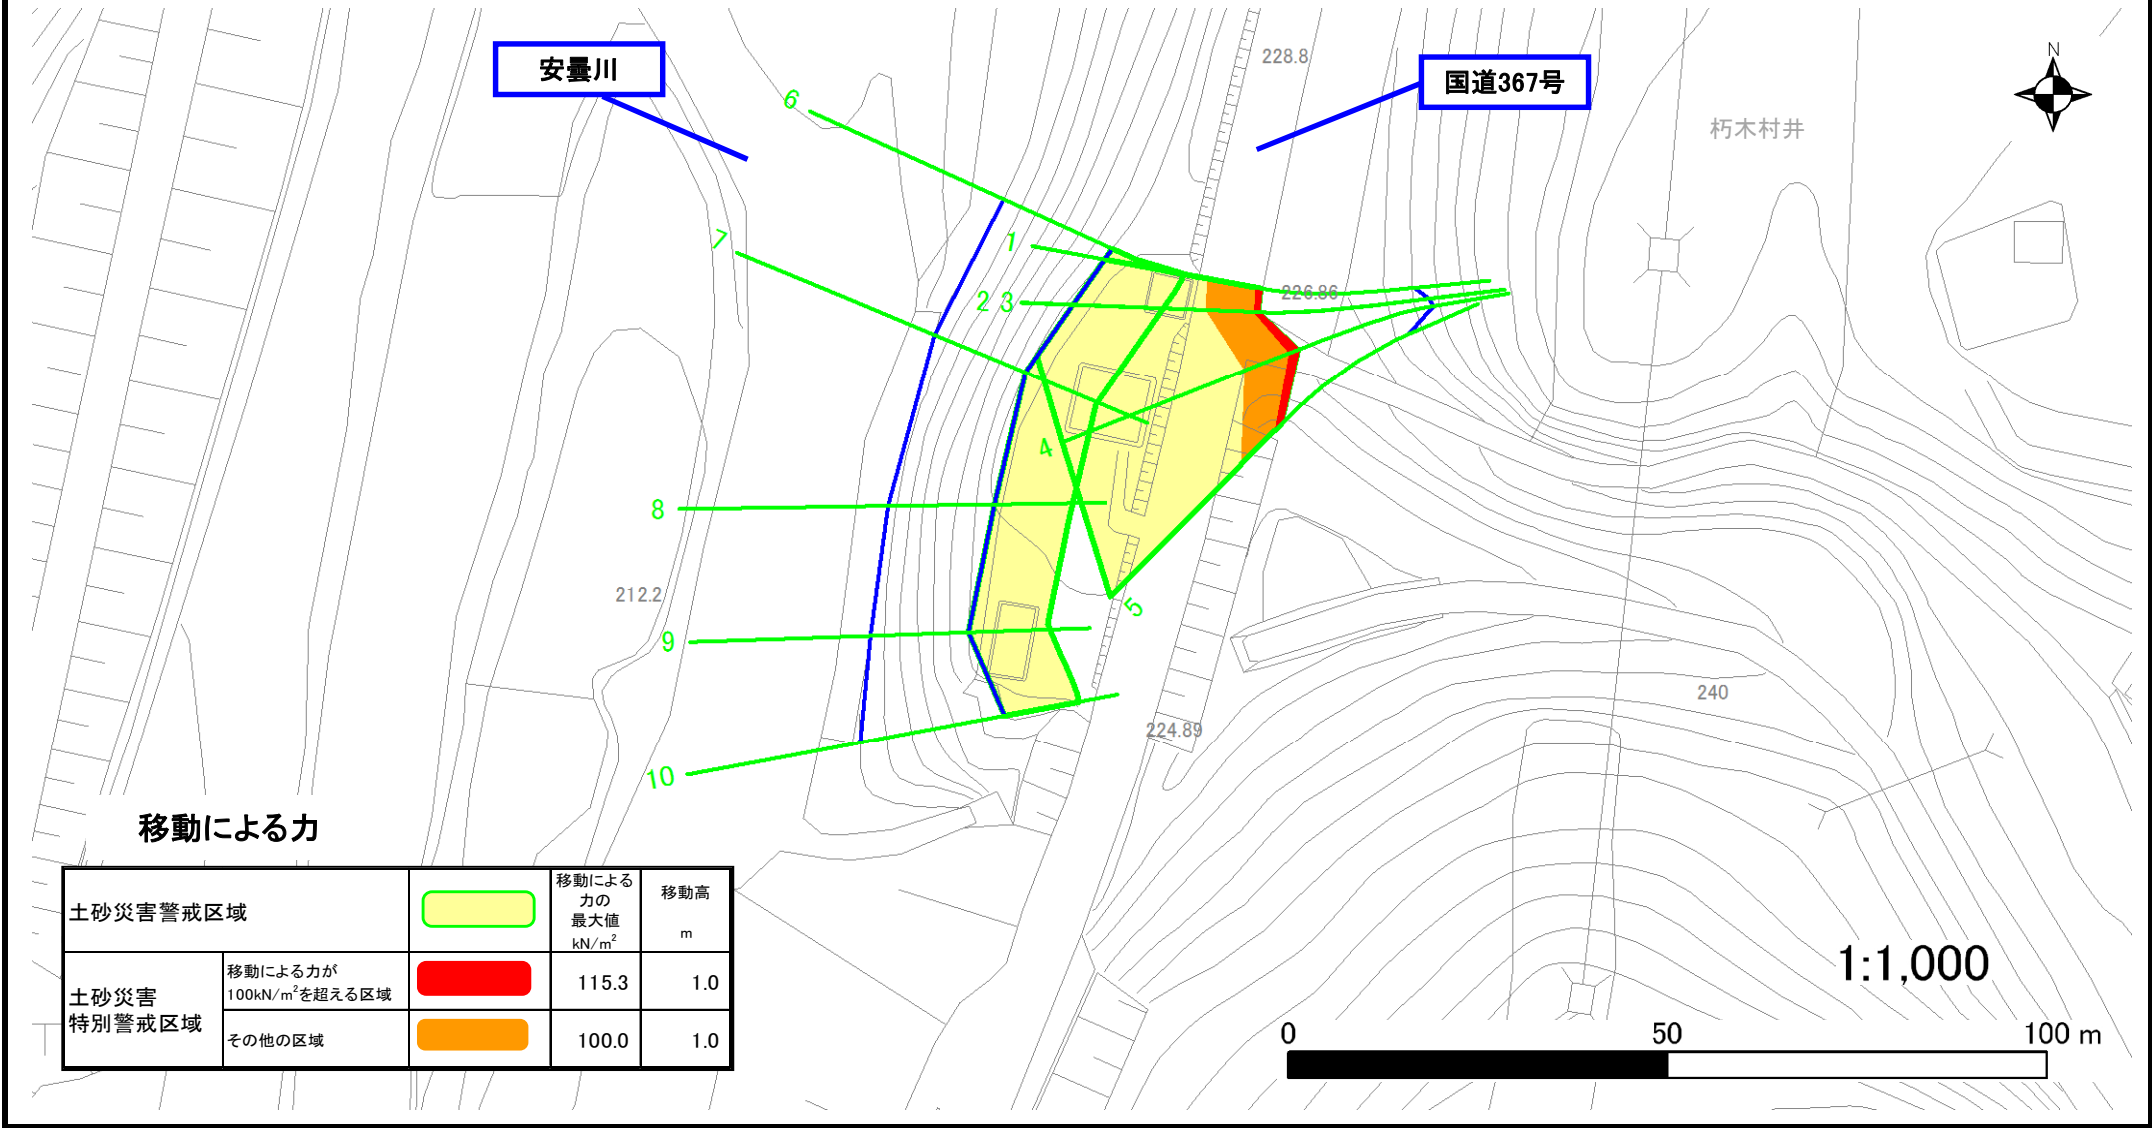 安曇川
国道367号
N
228.8
朽木村井
6
7
1
2 3
226.86
4
8
5
212.2
9
240
224.89
10
移動による力
土砂災害警戒区域
移動による
力の
最大値
kN/m²
移動高
m
土砂災害
特別警戒区域
移動による力が
100kN/m²を超える区域
115.3
1.0
その他の区域
100.0
1.0
1:1,000
0
50
100 m